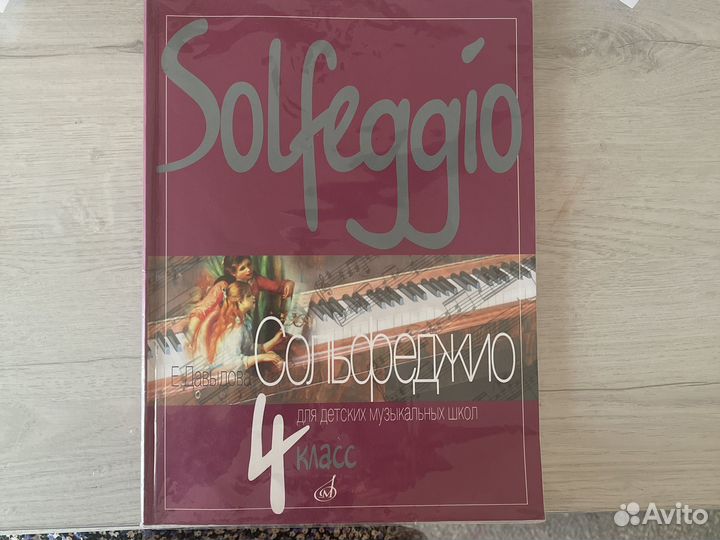 Solfeggio
Е. Давыдова Сольфеджио
для детских музыкальных школ
4 класс
М
Avito